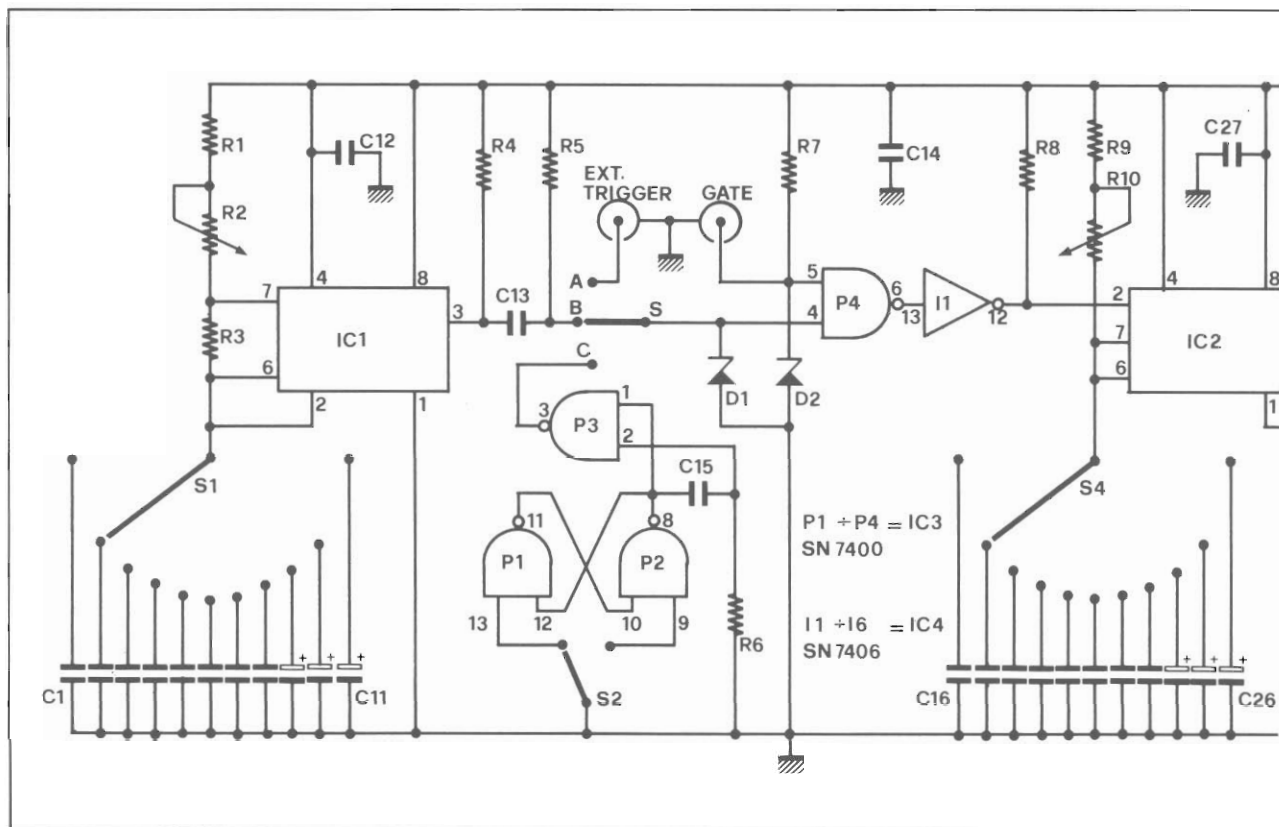 R1
C12
R4
R5
R7
C14
R8
R9
C27
EXT.
TRIGGER
GATE
R2
R10
A
4
8
5
6
4
8
7
3
C13
B
S
4
P4
13
I1
12
2
R3
IC1
7
IC2
6
C
6
2
1
3
P3
1
2
D1
D2
1
S1
C15
S4
11
8
P1
P2
P1 ÷ P4 = IC3
SN 7400
13
12
10
9
R6
I1 ÷ I6 = IC4
SN7406
S2
+
+
+
+
+
+
C1
C11
C16
C26